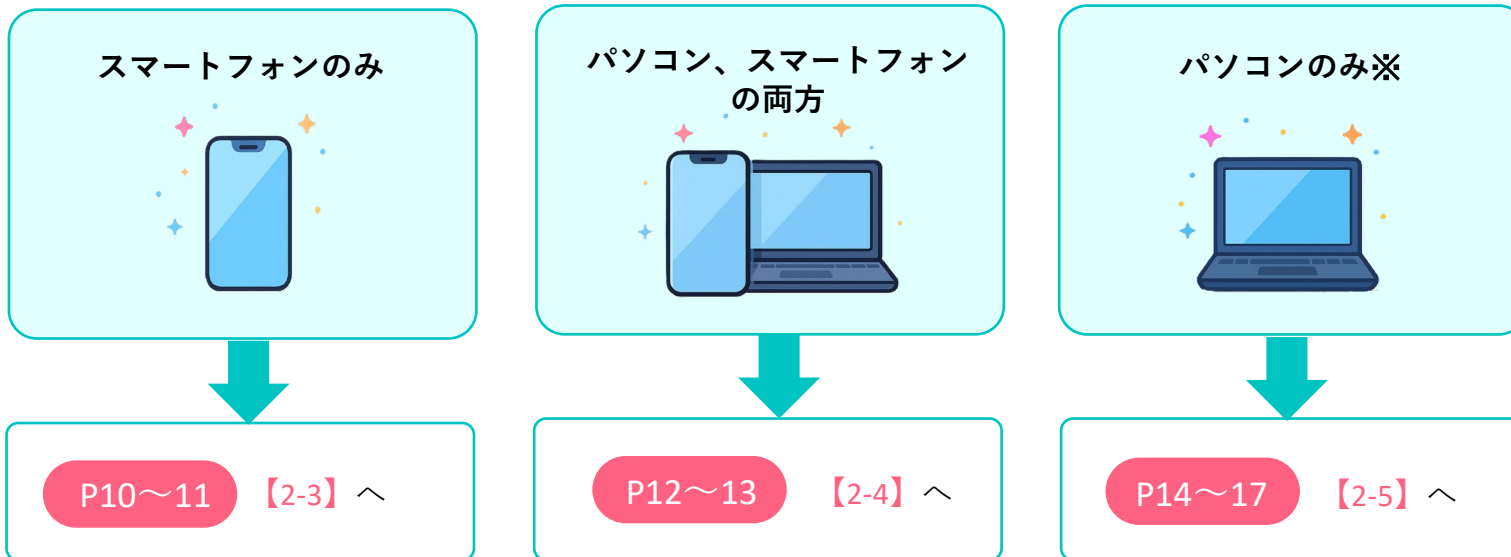 スマートフォンのみ
P10～11 【2-3】へ
パソコン、スマートフォン
の両方
P12～13 【2-4】へ
パソコンのみ※
P14～17 【2-5】へ